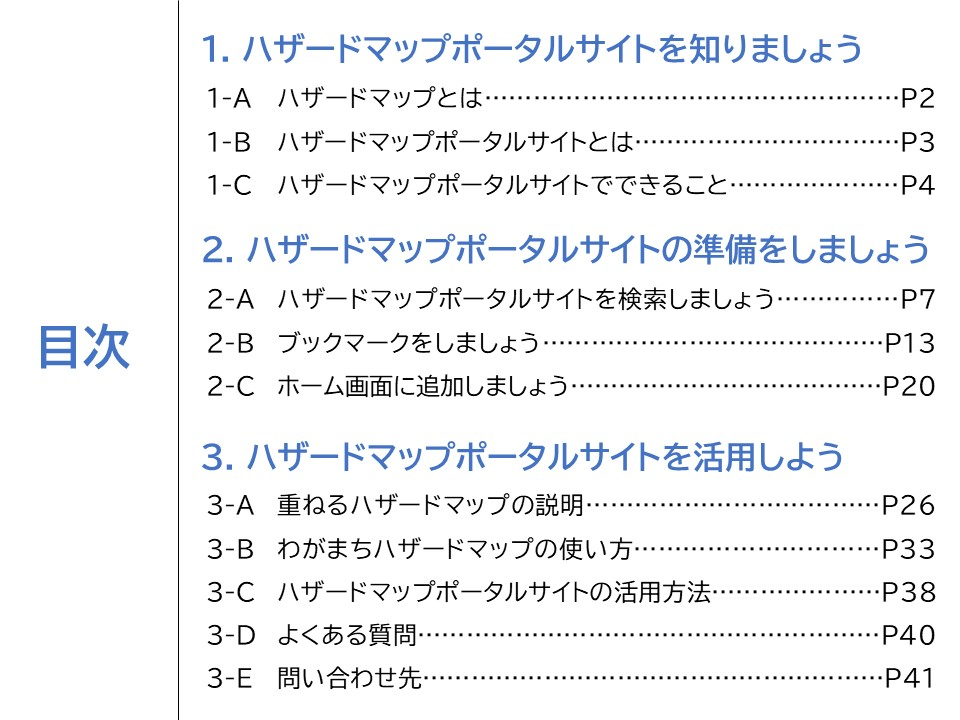 目次
1. ハザードマップポータルサイトを知りましょう
1-A ハザードマップとは……………………………………………P2
1-B ハザードマップポータルサイトとは……………………………P3
1-C ハザードマップポータルサイトでできること…………………P4
2. ハザードマップポータルサイトの準備をしましょう
2-A ハザードマップポータルサイトを検索しましょう……………P7
2-B ブックマークをしましょう……………………………………P13
2-C ホーム画面に追加しましょう…………………………………P20
3. ハザードマップポータルサイトを活用しよう
3-A 重ねるハザードマップの説明………………………………P26
3-B わがまちハザードマップの使い方…………………………P33
3-C ハザードマップポータルサイトの活用方法…………………P38
3-D よくある質問…………………………………………………P40
3-E 問い合わせ先…………………………………………………P41